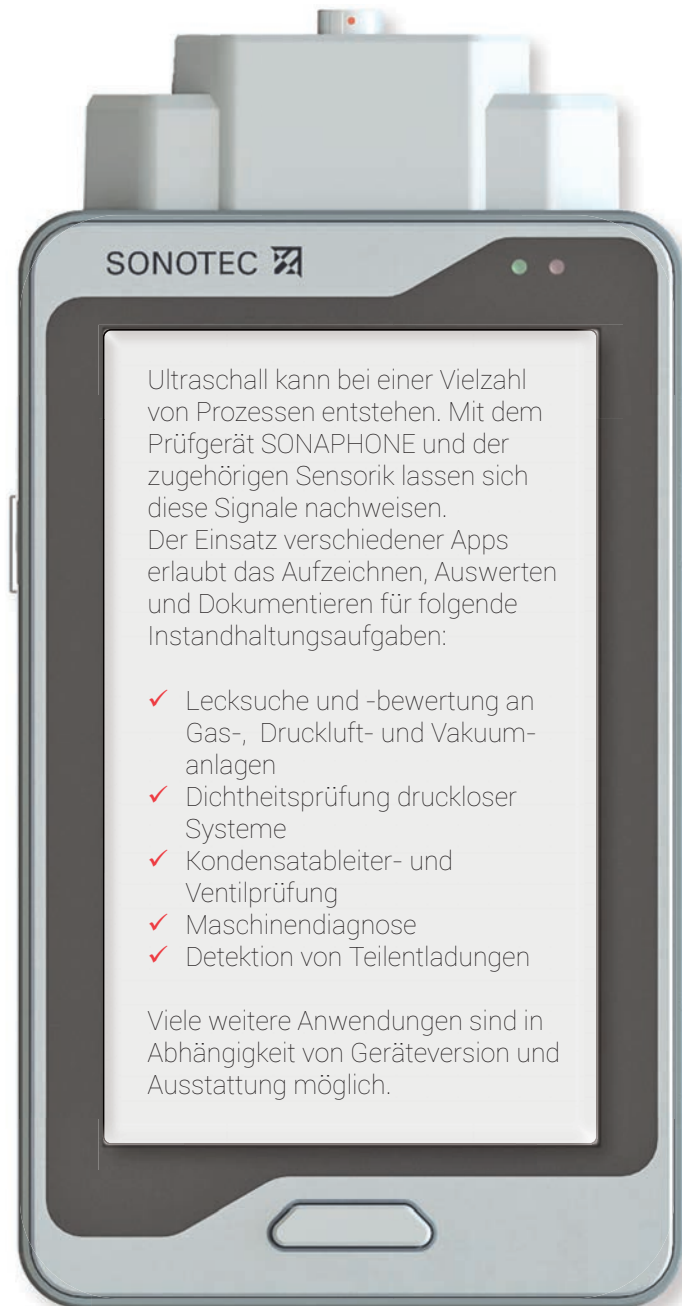 SONOTEC
Ultraschall kann bei einer Vielzahl
von Prozessen entstehen. Mit dem
Prüfgerät SONAPHONE und der
zugehörigen Sensorik lassen sich
diese Signale nachweisen.
Der Einsatz verschiedener Apps
erlaubt das Aufzeichnen, Auswerten
und Dokumentieren für folgende
Instandhaltungsaufgaben:
✓ Lecksuche und -bewertung an
Gas-, Druckluft- und Vakuum-
anlagen
✓ Dichtheitsprüfung druckloser
Systeme
✓ Kondensatableiter- und
Ventilprüfung
✓ Maschinendiagnose
✓ Detektion von Teilentladungen
Viele weitere Anwendungen sind in
Abhängigkeit von Geräteversion und
Ausstattung möglich.